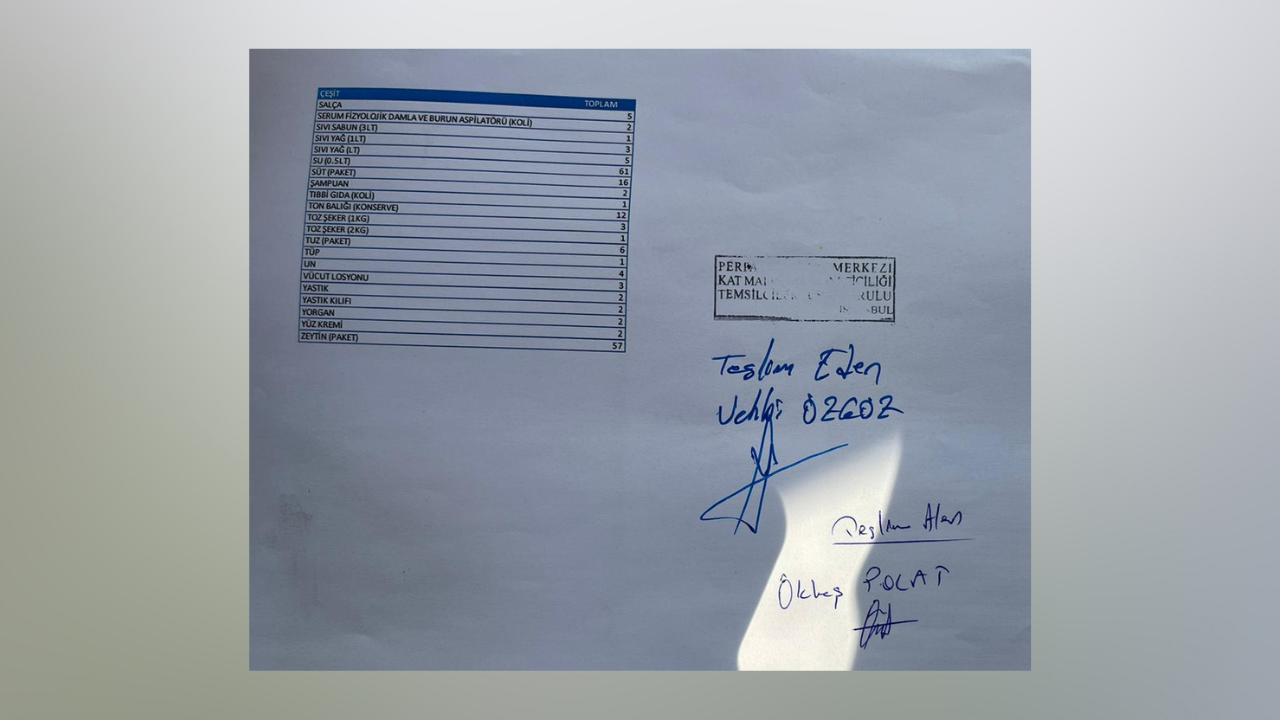 ÇEŞİT TOPLAM
SALÇA 5
SERUM FİZYOLOJİK DAMLA VE BURUN ASPİLATÖRÜ (KOLİ) 2
SIVI SABUN (3LT) 1
SIVI YAĞ (1LT) 3
SIVI YAĞ (LT) 5
SU (0.5LT) 61
SÜT (PAKET) 16
ŞAMPUAN 2
TIBBİ GIDA (KOLİ) 1
TON BALIĞI (KONSERVE) 12
TOZ ŞEKER (1KG) 3
TOZ ŞEKER (2KG) 1
TUZ (PAKET) 6
TÜP 1
UN 4
VÜCUT LOSYONU 3
YASTIK 2
YASTIK KILIFI 2
YORGAN 2
YÜZ KREMİ 2
ZEYTİN (PAKET) 57
MERKEZİ
KAT
BUL
Teslim Eden
Vehbi ÖZGÖZ
Teslim Alan
Ökkeş POLAT